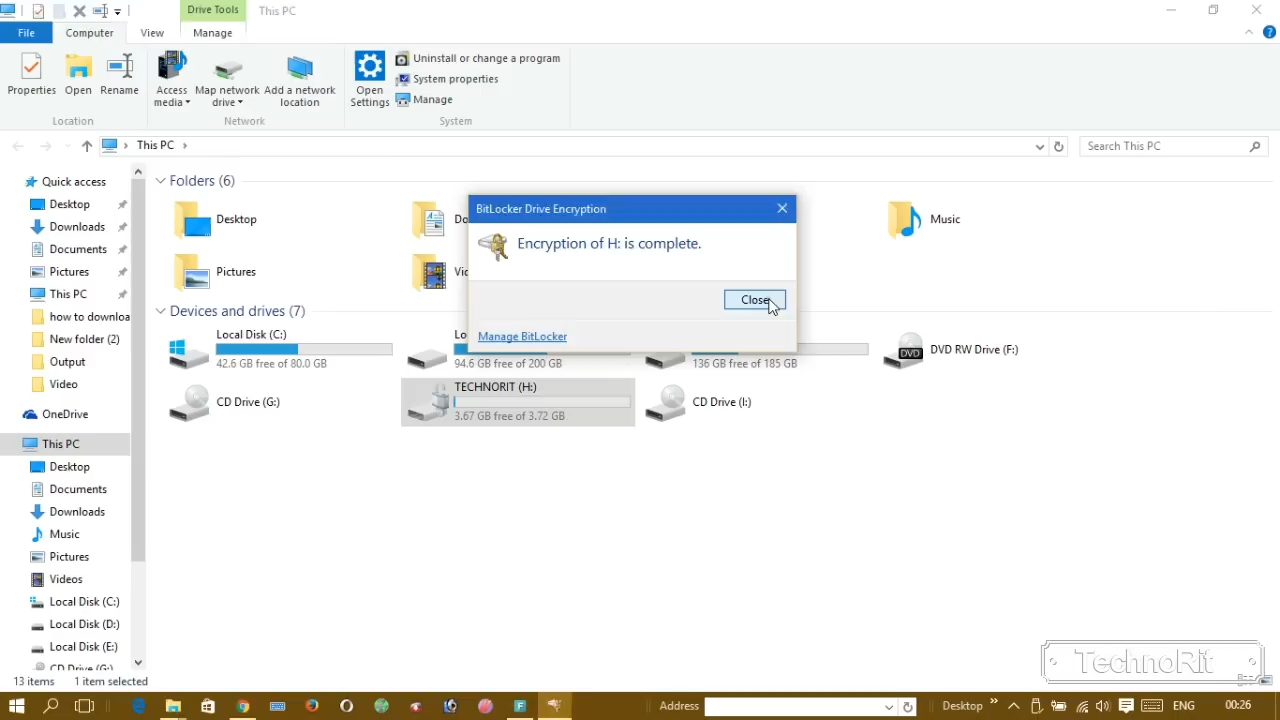 Drive Tools
This PC
File
Computer
View
Manage
Properties
Open
Rename
Location
Access media
Map network drive
Add a network location
Network
Open Settings
Uninstall or change a program
System properties
Manage
System
This PC
Search This PC
Quick access
Desktop
Downloads
Documents
Pictures
This PC
how to downloa
New folder (2)
Output
Video
OneDrive
This PC
Desktop
Documents
Downloads
Music
Pictures
Videos
Local Disk (C:)
Local Disk (D:)
Local Disk (E:)
CD Drive (G:)
Folders (6)
Desktop
Music
Pictures
Devices and drives (7)
Local Disk (C:)
42.6 GB free of 80.0 GB
94.6 GB free of 200 GB
136 GB free of 185 GB
DVD
DVD RW Drive (F:)
CD Drive (G:)
TECHNORIT (H:)
3.67 GB free of 3.72 GB
CD Drive (I:)
BitLocker Drive Encryption
Encryption of H: is complete.
Close
Manage BitLocker
13 items
1 item selected
TechnoRit
Address
Desktop
ENG
00:26